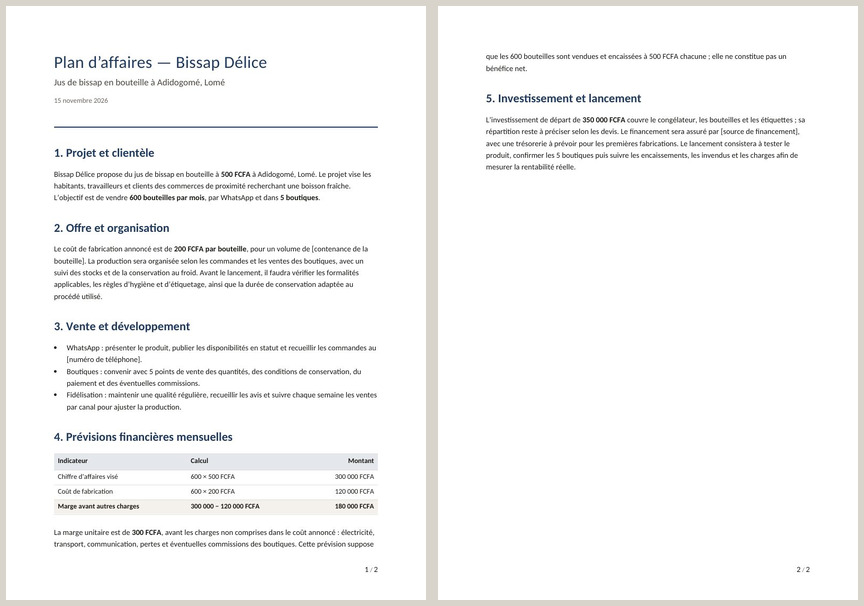 Plan d’affaires — Bissap Délice
Jus de bissap en bouteille à Adidogomé, Lomé
15 novembre 2026
1. Projet et clientèle
Bissap Délice propose du jus de bissap en bouteille à 500 FCFA à Adidogomé, Lomé. Le projet vise les
habitants, travailleurs et clients des commerces de proximité recherchant une boisson fraîche.
L’objectif est de vendre 600 bouteilles par mois, par WhatsApp et dans 5 boutiques.
2. Offre et organisation
Le coût de fabrication annoncé est de 200 FCFA par bouteille, pour un volume de [contenance de la
bouteille]. La production sera organisée selon les commandes et les ventes des boutiques, avec un
suivi des stocks et de la conservation au froid. Avant le lancement, il faudra vérifier les formalités
applicables, les règles d’hygiène et d’étiquetage, ainsi que la durée de conservation adaptée au
procédé utilisé.
3. Vente et développement
• WhatsApp : présenter le produit, publier les disponibilités en statut et recueillir les commandes au
[numéro de téléphone].
• Boutiques : convenir avec 5 points de vente des quantités, des conditions de conservation, du
paiement et des éventuelles commissions.
• Fidélisation : maintenir une qualité régulière, recueillir les avis et suivre chaque semaine les ventes
par canal pour ajuster la production.
4. Prévisions financières mensuelles
Indicateur Calcul Montant
Chiffre d’affaires visé 600 × 500 FCFA 300 000 FCFA
Coût de fabrication 600 × 200 FCFA 120 000 FCFA
Marge avant autres charges 300 000 − 120 000 FCFA 180 000 FCFA
La marge unitaire est de 300 FCFA, avant les charges non comprises dans le coût annoncé : électricité,
transport, communication, pertes et éventuelles commissions des boutiques. Cette prévision suppose
1 / 2
que les 600 bouteilles sont vendues et encaissées à 500 FCFA chacune ; elle ne constitue pas un
bénéfice net.
5. Investissement et lancement
L’investissement de départ de 350 000 FCFA couvre le congélateur, les bouteilles et les étiquettes ; sa
répartition reste à préciser selon les devis. Le financement sera assuré par [source de financement],
avec une trésorerie à prévoir pour les premières fabrications. Le lancement consistera à tester le
produit, confirmer les 5 boutiques puis suivre les encaissements, les invendus et les charges afin de
mesurer la rentabilité réelle.
2 / 2